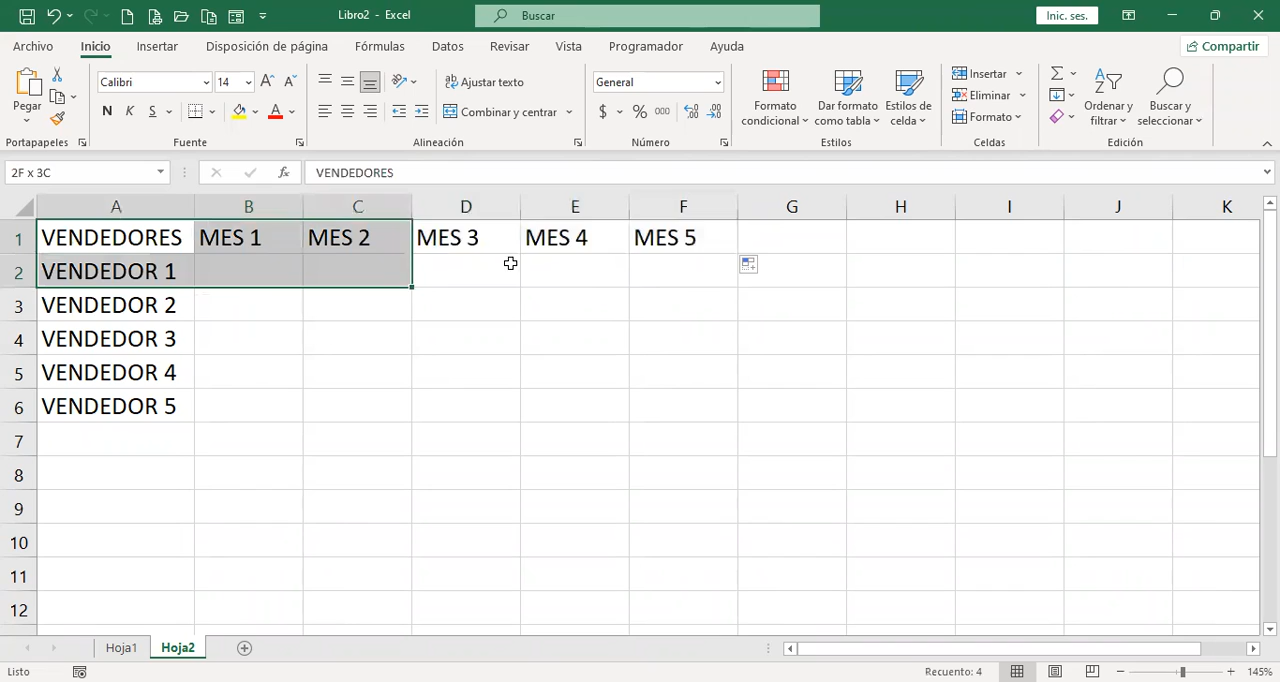 Libro2 - Excel
Buscar
Inic. ses.
Archivo Inicio Insertar Disposición de página Fórmulas Datos Revisar Vista Programador Ayuda
Compartir
Pegar
Portapapeles
Calibri 14
N K S
Fuente
Ajustar texto
Combinar y centrar
Alineación
General
$ % 000
Número
Formato condicional
Dar formato como tabla
Estilos de celda
Estilos
Insertar
Eliminar
Formato
Celdas
Ordenar y filtrar
Buscar y seleccionar
Edición
2F x 3C
fx
VENDEDORES
A B C D E F G H I J K
1 VENDEDORES MES 1 MES 2 MES 3 MES 4 MES 5
2 VENDEDOR 1
3 VENDEDOR 2
4 VENDEDOR 3
5 VENDEDOR 4
6 VENDEDOR 5
7
8
9
10
11
12
Hoja1 Hoja2
Listo
Recuento: 4
145%